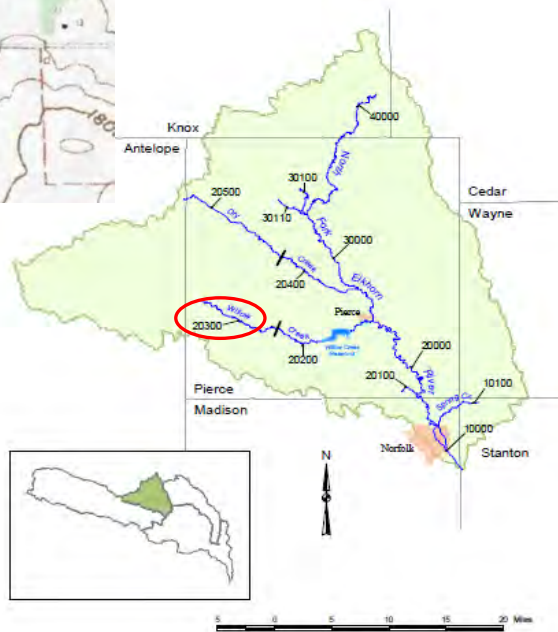 180
Knox
Antelope
40000
North
30100
20500
30110
Cedar
Wayne
Dry
Fork
30000
Creek
20400
Elkhorn
Willow
Pierce
20300
Creek
20200
Willow Creek
Reservoir
20000
20100
River
Spring Cr
10100
Pierce
Madison
10000
Norfolk
Stanton
N
5 0 5 10 15 20 Miles